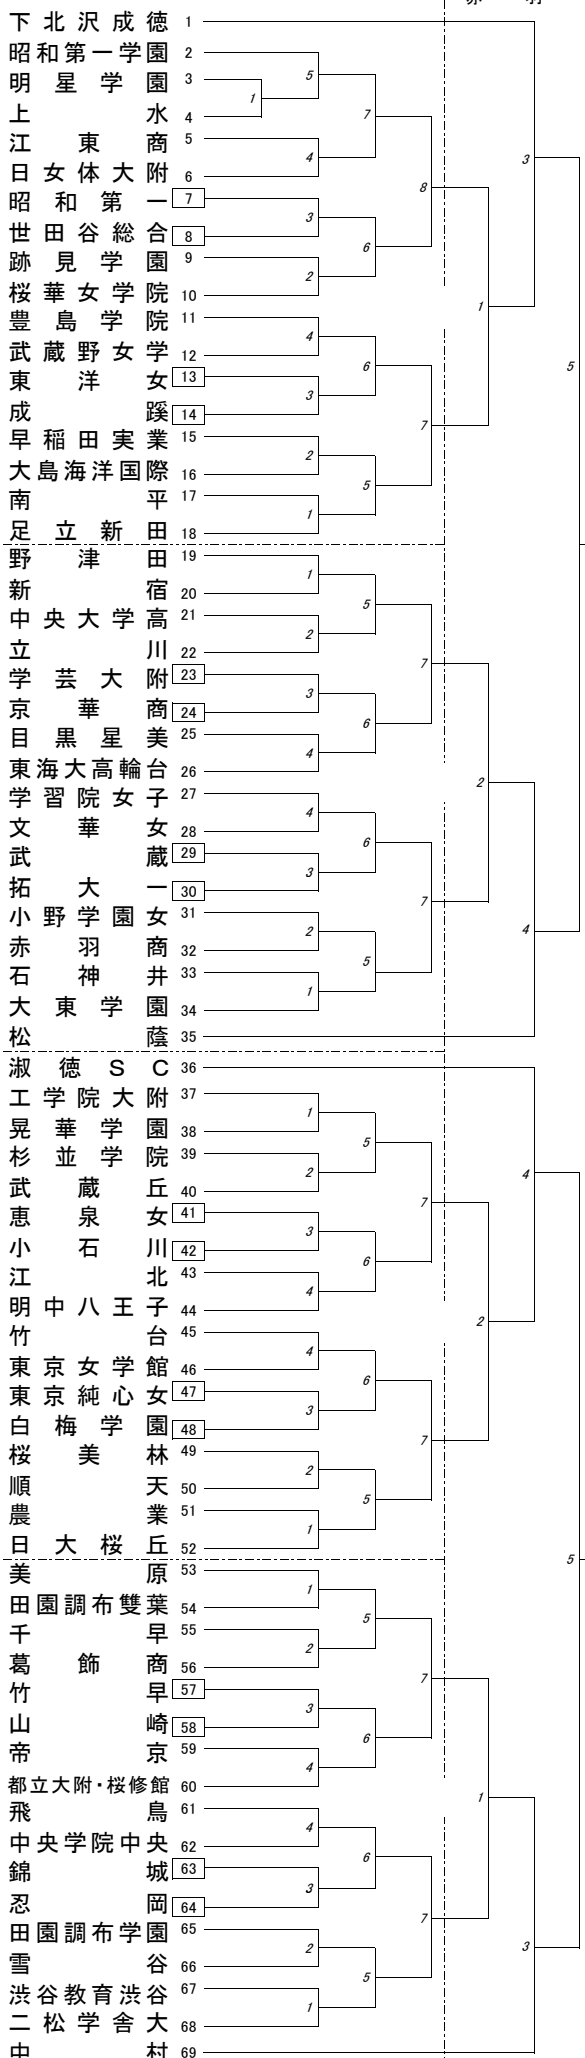 下北沢成徳 1
昭和第一学園 2
明星学園 3
上水 4
江東商 5
日女体大附 6
昭和第一 7
世田谷総合 8
跡見学園 9
桜華女学院 10
豊島学院 11
武蔵野女学 12
東洋女 13
成蹊 14
早稲田実業 15
大島海洋国際 16
南平 17
足立新田 18
野津田 19
新宿 20
中央大学高 21
立川 22
学芸大附 23
京華商 24
目黒星美 25
東海大高輪台 26
学習院女子 27
文華女 28
武蔵 29
拓大一 30
小野学園女 31
赤羽商 32
石神井 33
大東学園 34
松蔭 35
淑徳SC 36
工学院大附 37
晃華学園 38
杉並学院 39
武蔵丘 40
恵泉女 41
小石川 42
江北 43
明中八王子 44
竹台 45
東京女学館 46
東京純心女 47
白梅学園 48
桜美林 49
順天 50
農業 51
日大桜丘 52
美原 53
田園調布雙葉 54
千早 55
葛飾商 56
竹早 57
山崎 58
帝京 59
都立大附・桜修館 60
飛鳥 61
中央学院中央 62
錦城 63
忍岡 64
田園調布学園 65
雪谷 66
渋谷教育渋谷 67
二松学舎大 68
中村 69
1
5
4
7
3
2
6
8
4
3
6
2
1
5
7
1
3
1
2
5
3
4
6
7
4
3
6
2
1
5
7
2
4
5
1
2
5
3
4
6
7
4
3
6
2
1
5
7
2
4
1
2
5
3
4
6
7
4
3
6
2
1
5
7
1
3
5